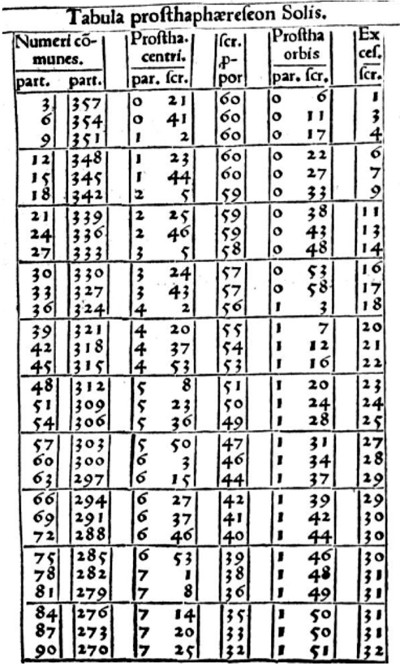 Tabula prosthaphæreseon Solis.
Numeri cõ- Prostha. scr. Prostha Ex
munes. centri. p- orbis ces.
part. part. par. scr. por par. scr. scr.
3 357 0 21 60 0 6 1
6 354 0 41 60 0 11 3
9 351 1 2 60 0 17 4
12 348 1 23 60 0 22 6
15 345 1 44 60 0 27 7
18 342 2 5 59 0 33 9
21 339 2 25 59 0 38 11
24 336 2 46 59 0 43 13
27 333 3 5 58 0 48 14
30 330 3 24 57 0 53 16
33 327 3 43 57 0 58 17
36 324 4 2 56 1 3 18
39 321 4 20 55 1 7 20
42 318 4 37 54 1 12 21
45 315 4 53 53 1 16 22
48 312 5 8 51 1 20 23
51 309 5 23 50 1 24 24
54 306 5 36 49 1 28 25
57 303 5 50 47 1 31 27
60 300 6 3 46 1 34 28
63 297 6 15 44 1 37 29
66 294 6 27 42 1 39 29
69 291 6 37 41 1 42 30
72 288 6 46 40 1 44 30
75 285 6 53 39 1 46 30
78 282 7 1 38 1 48 31
81 279 7 8 36 1 49 31
84 276 7 14 35 1 50 31
87 273 7 20 33 1 50 31
90 270 7 25 32 1 51 32